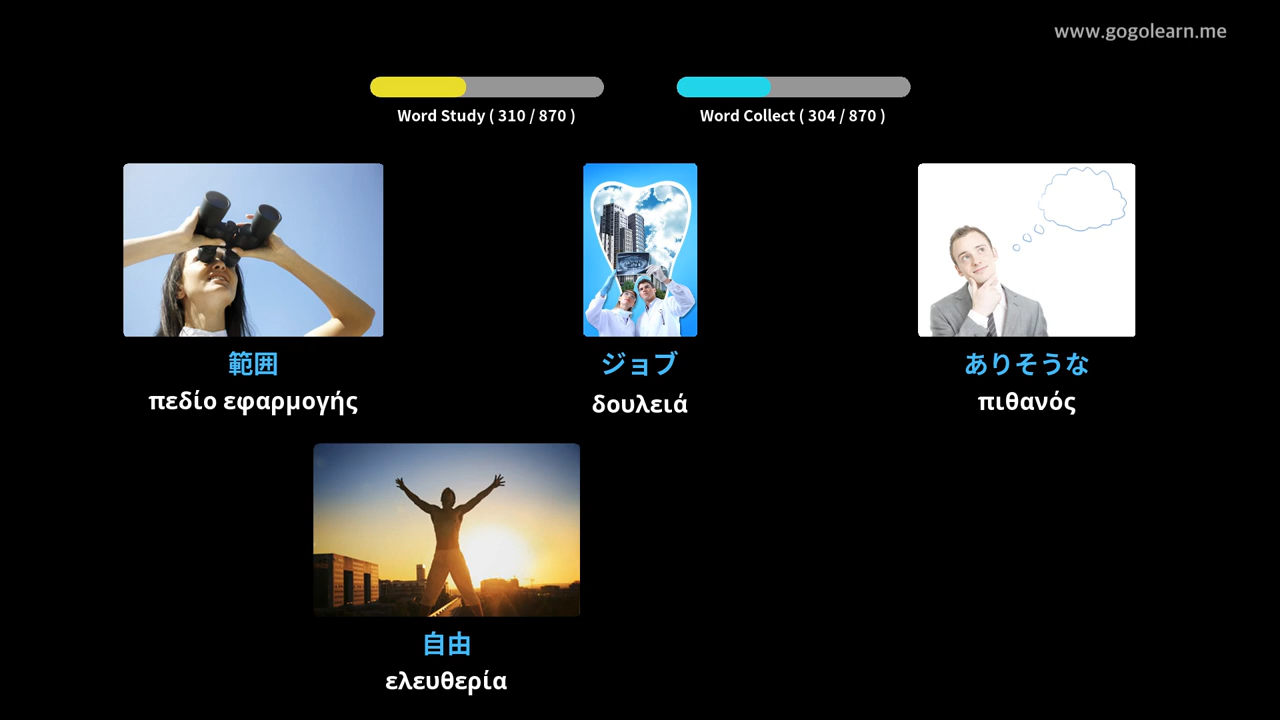 www.gogolearn.me
Word Study ( 310 / 870 )
Word Collect ( 304 / 870 )
範囲
πεδίο εφαρμογής
ジョブ
δουλειά
ありそうな
πιθανός
自由
ελευθερία